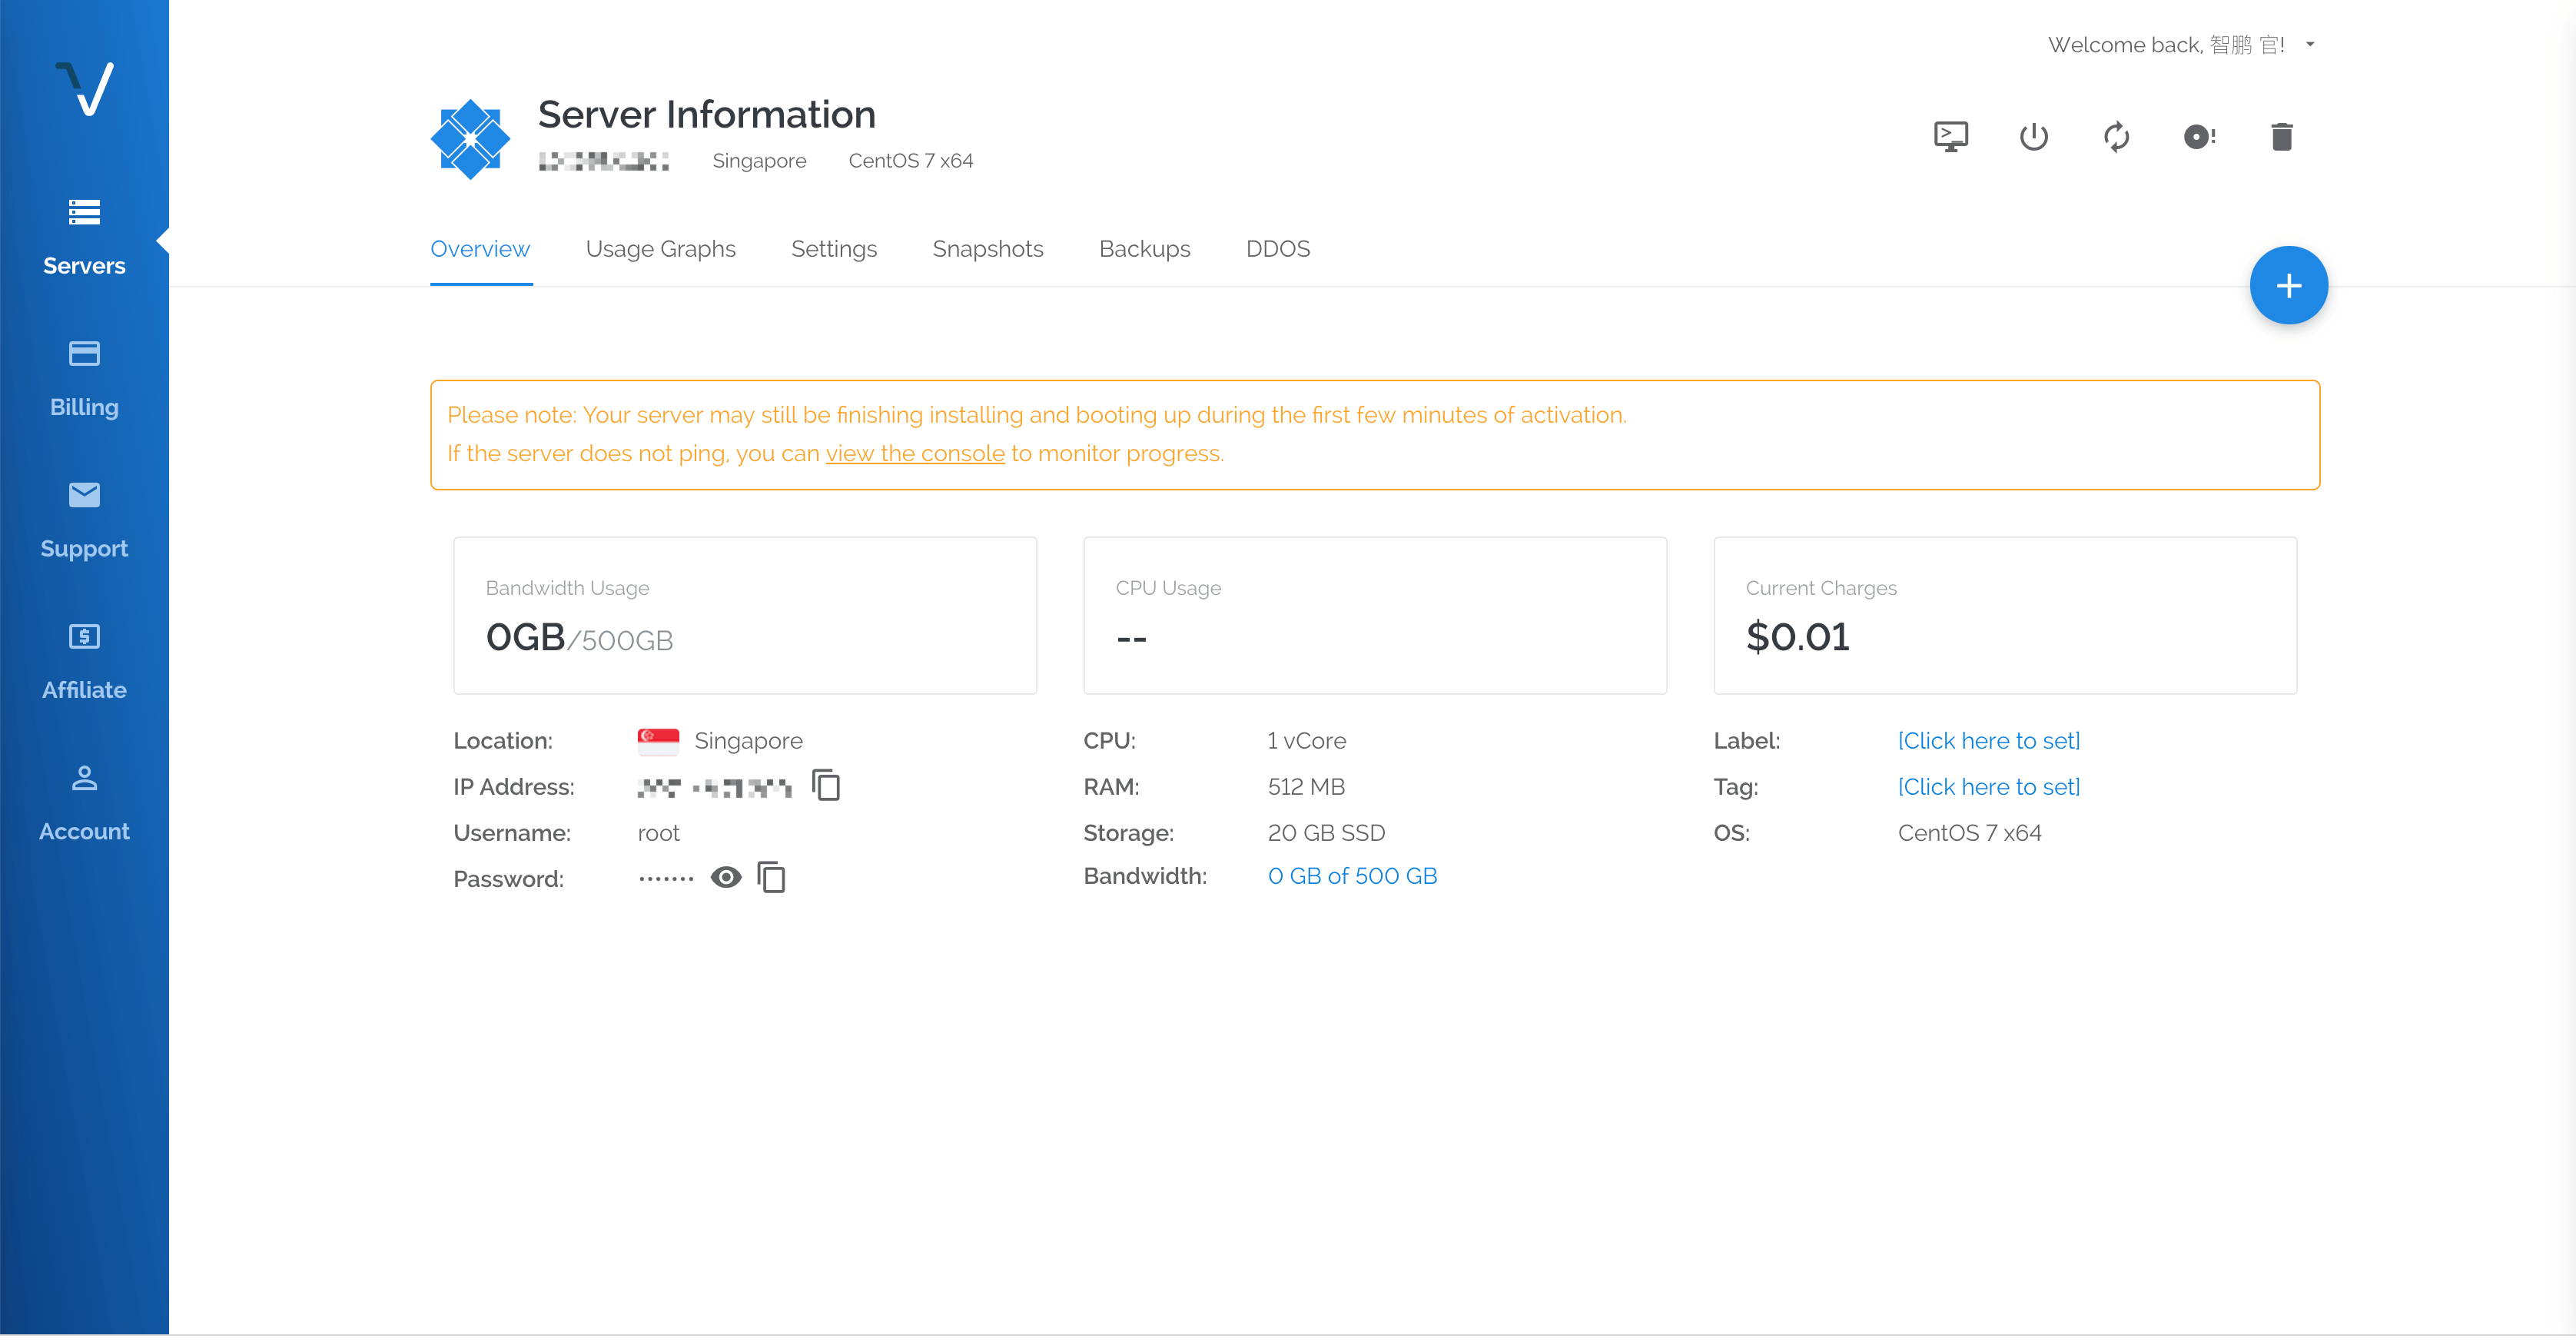 Welcome back, 智鹏 官!
Server Information
Singapore CentOS 7 x64
Servers
Billing
Support
Affiliate
Account
Overview Usage Graphs Settings Snapshots Backups DDOS
Please note: Your server may still be finishing installing and booting up during the first few minutes of activation.
If the server does not ping, you can view the console to monitor progress.
Bandwidth Usage
0GB/500GB
CPU Usage
--
Current Charges
$0.01
Location: Singapore
IP Address:
Username: root
Password: ·······
CPU: 1 vCore
RAM: 512 MB
Storage: 20 GB SSD
Bandwidth: 0 GB of 500 GB
Label: [Click here to set]
Tag: [Click here to set]
OS: CentOS 7 x64